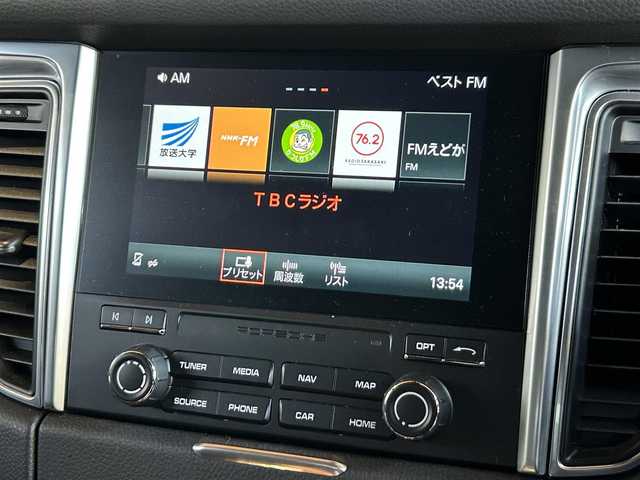 AM
ベスト FM
放送大学
NHK-FM
76.2
FMえどが
FM
TBCラジオ
プリセット
周波数
リスト
13:54
PORSCHE
OPT
TUNER
MEDIA
NAV
MAP
SOURCE
PHONE
CAR
HOME